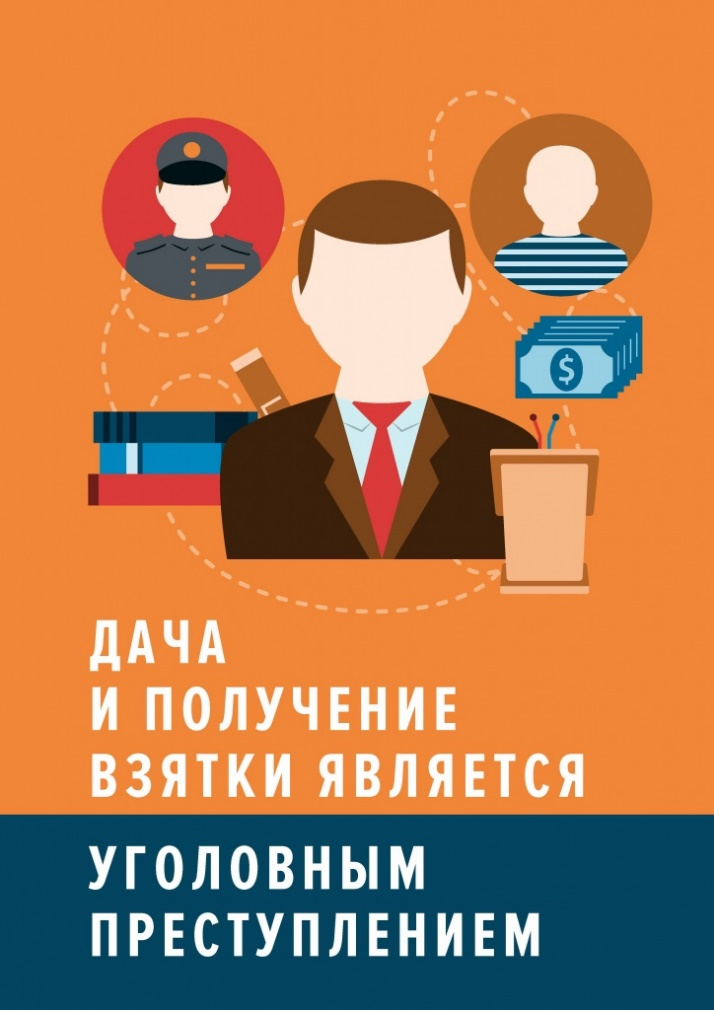 ДАЧА
И ПОЛУЧЕНИЕ
ВЗЯТКИ ЯВЛЯЕТСЯ
УГОЛОВНЫМ
ПРЕСТУПЛЕНИЕМ
$